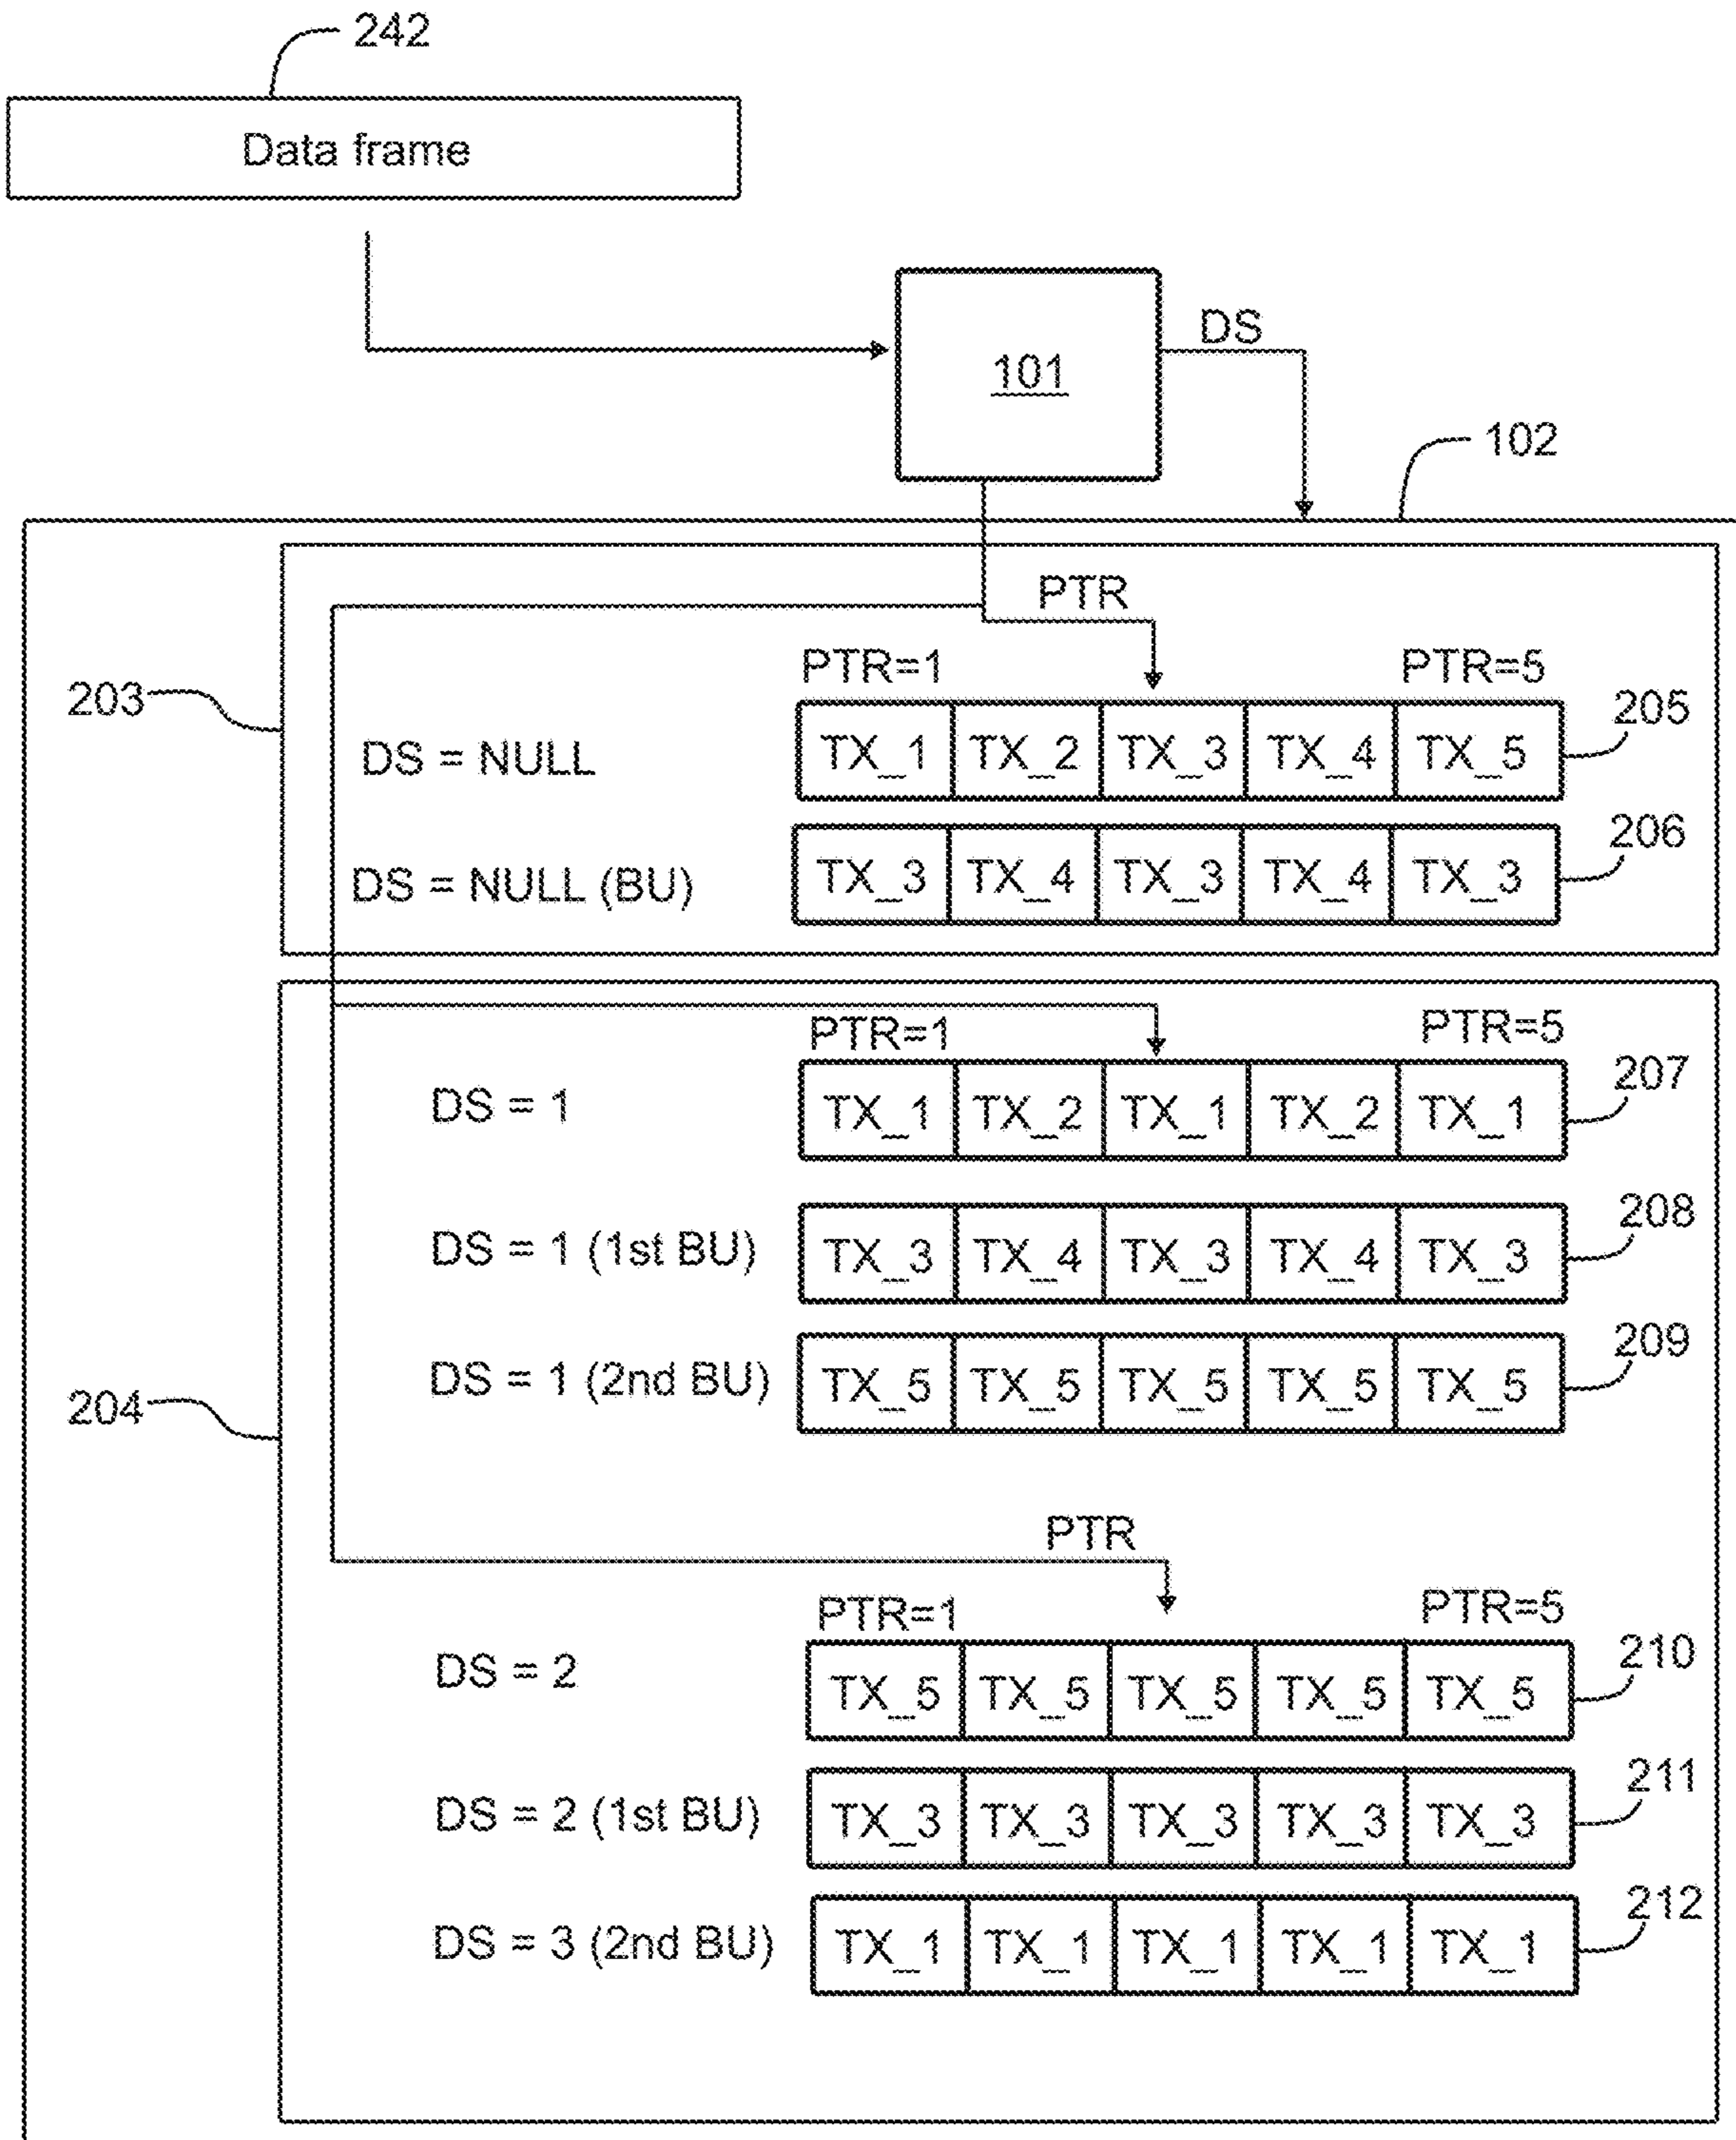 242
Data frame
101
DS
102
PTR
PTR=1 PTR=5
203
205
DS = NULL TX_1 TX_2 TX_3 TX_4 TX_5
206
DS = NULL (BU) TX_3 TX_4 TX_3 TX_4 TX_3
PTR=1 PTR=5
207
DS = 1 TX_1 TX_2 TX_1 TX_2 TX_1
208
DS = 1 (1st BU) TX_3 TX_4 TX_3 TX_4 TX_3
209
DS = 1 (2nd BU) TX_5 TX_5 TX_5 TX_5 TX_5
204
PTR
PTR=1 PTR=5
210
DS = 2 TX_5 TX_5 TX_5 TX_5 TX_5
211
DS = 2 (1st BU) TX_3 TX_3 TX_3 TX_3 TX_3
212
DS = 3 (2nd BU) TX_1 TX_1 TX_1 TX_1 TX_1